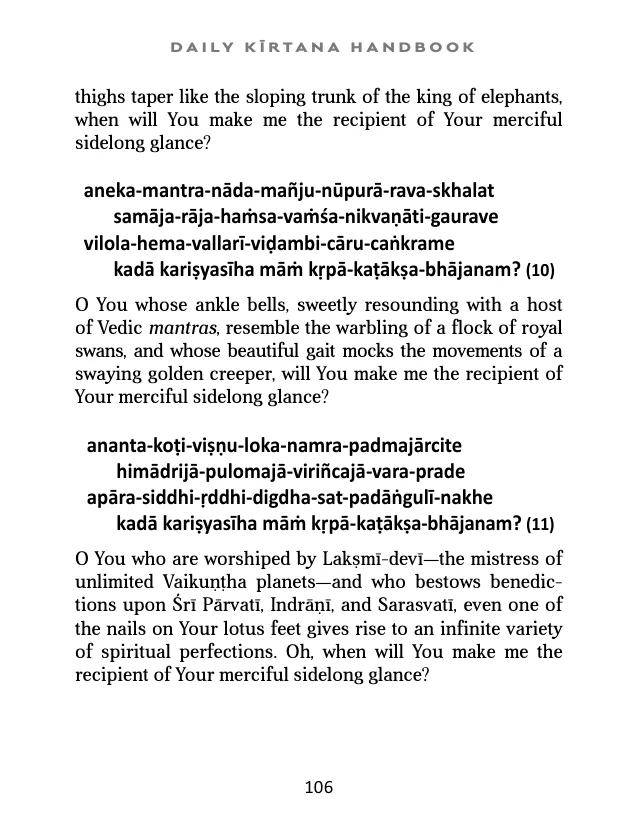 DAILY KĪRTANA HANDBOOK
thighs taper like the sloping trunk of the king of elephants,
when will You make me the recipient of Your merciful
sidelong glance?
aneka-mantra-nāda-mañju-nūpurā-rava-skhalat
samāja-rāja-haṁsa-vaṁśa-nikvaṇāti-gaurave
vilola-hema-vallarī-viḍambi-cāru-caṅkrame
kadā kariṣyasīha māṁ kṛpā-kaṭākṣa-bhājanam? (10)
O You whose ankle bells, sweetly resounding with a host
of Vedic mantras, resemble the warbling of a flock of royal
swans, and whose beautiful gait mocks the movements of a
swaying golden creeper, will You make me the recipient of
Your merciful sidelong glance?
ananta-koṭi-viṣṇu-loka-namra-padmajārcite
himādrijā-pulomajā-viriñcajā-vara-prade
apāra-siddhi-ṛddhi-digdha-sat-padāṅgulī-nakhe
kadā kariṣyasīha māṁ kṛpā-kaṭākṣa-bhājanam? (11)
O You who are worshiped by Lakṣmī-devī—the mistress of
unlimited Vaikuṇṭha planets—and who bestows benedic-
tions upon Śrī Pārvatī, Indrāṇī, and Sarasvatī, even one of
the nails on Your lotus feet gives rise to an infinite variety
of spiritual perfections. Oh, when will You make me the
recipient of Your merciful sidelong glance?
106